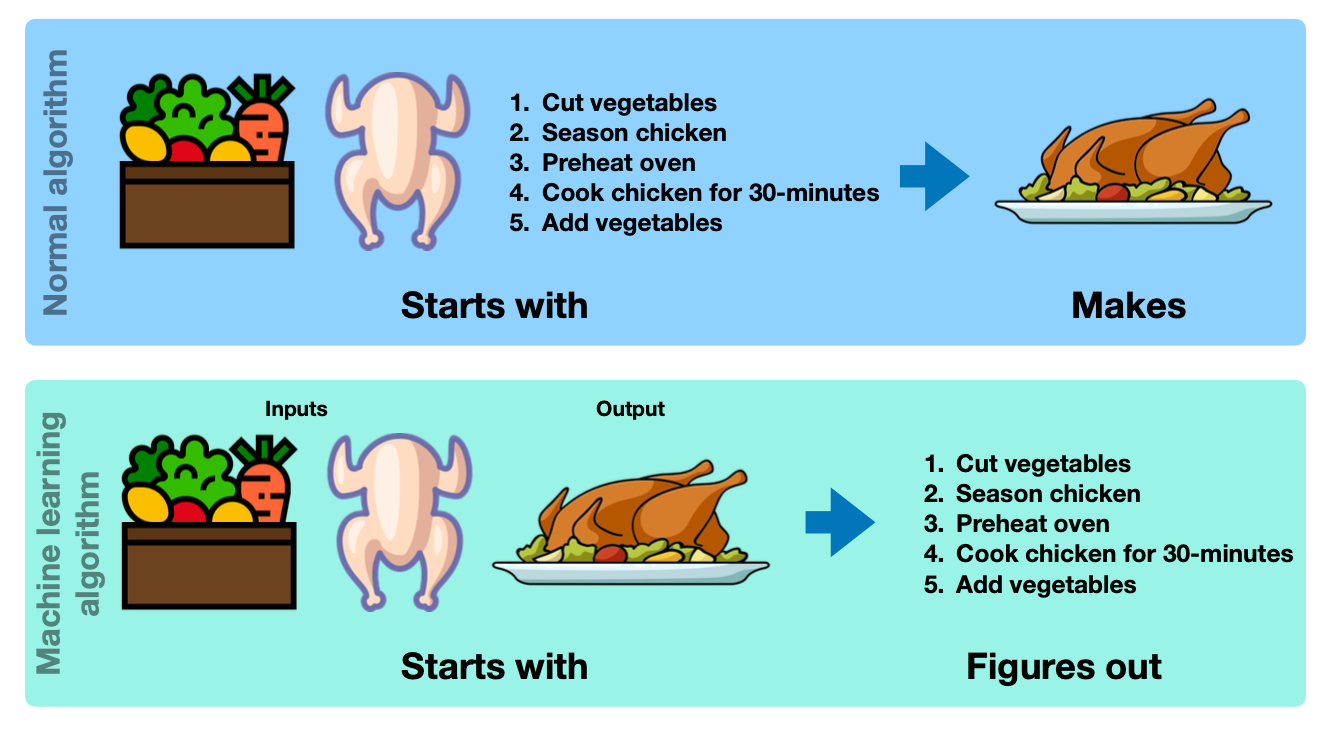 Normal algorithm
1. Cut vegetables
2. Season chicken
3. Preheat oven
4. Cook chicken for 30-minutes
5. Add vegetables
Starts with
Makes
Machine learning
algorithm
Inputs
Output
1. Cut vegetables
2. Season chicken
3. Preheat oven
4. Cook chicken for 30-minutes
5. Add vegetables
Starts with
Figures out